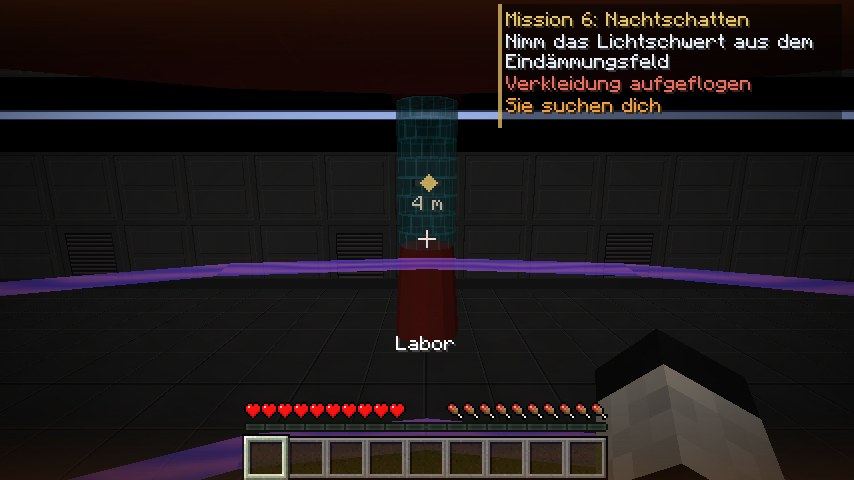 Mission 6: Nachtschatten
Nimm das Lichtschwert aus dem
Eindämmungsfeld
Verkleidung aufgeflogen
Sie suchen dich
4 m
Labor